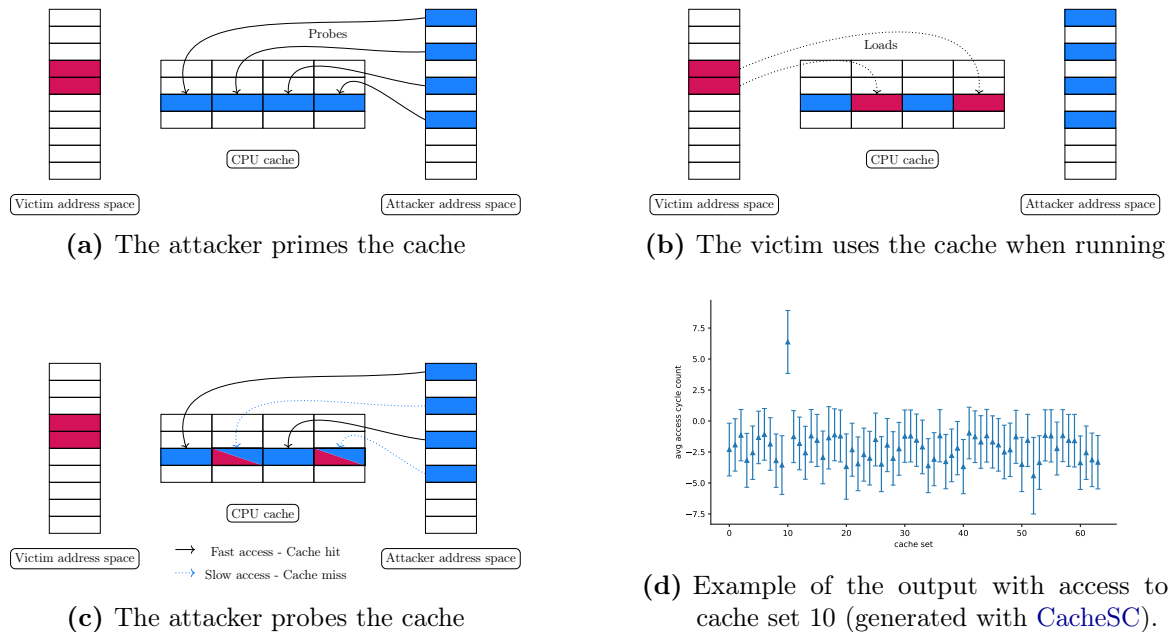 Probes
CPU cache
Victim address space
Attacker address space
(a) The attacker primes the cache
Loads
CPU cache
Victim address space
Attacker address space
(b) The victim uses the cache when running
CPU cache
Victim address space
Attacker address space
Fast access - Cache hit
Slow access - Cache miss
(c) The attacker probes the cache
avg access cycle count
7.5
5.0
2.5
0.0
−2.5
−5.0
−7.5
0 10 20 30 40 50 60
cache set
(d) Example of the output with access to
cache set 10 (generated with CacheSC).